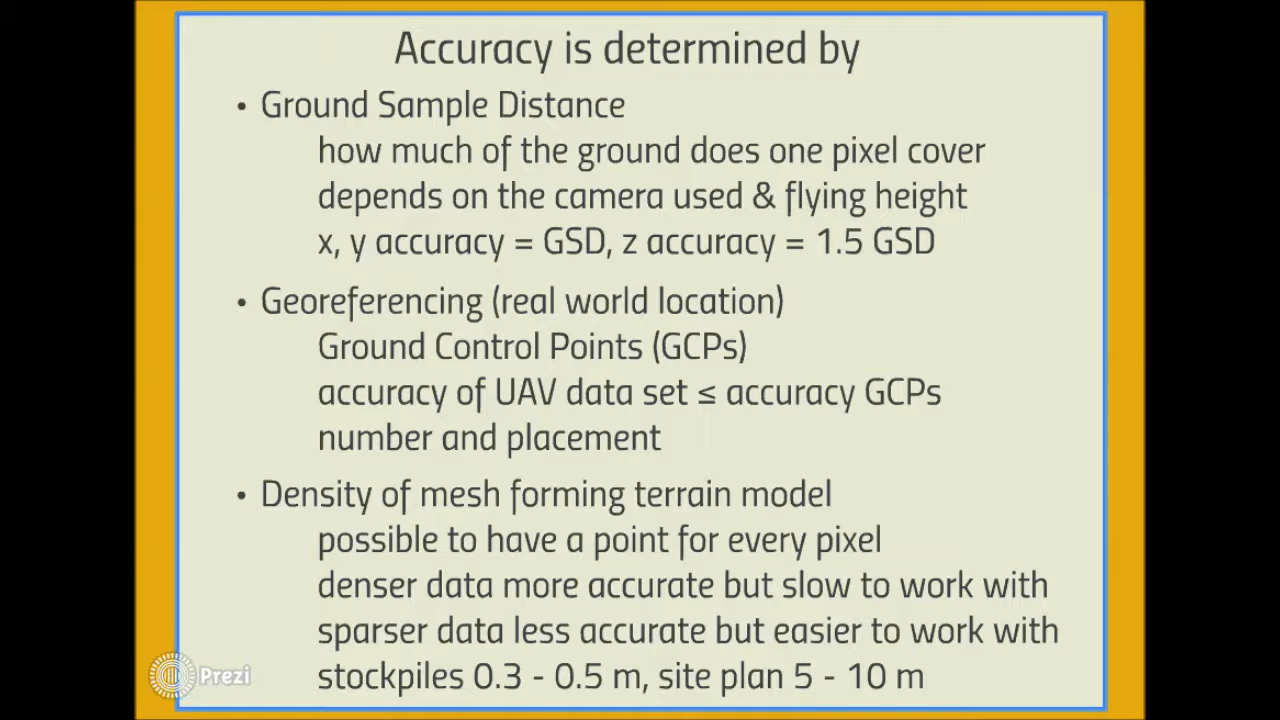 Accuracy is determined by
• Ground Sample Distance
how much of the ground does one pixel cover
depends on the camera used & flying height
x, y accuracy = GSD, z accuracy = 1.5 GSD
• Georeferencing (real world location)
Ground Control Points (GCPs)
accuracy of UAV data set ≤ accuracy GCPs
number and placement
• Density of mesh forming terrain model
possible to have a point for every pixel
denser data more accurate but slow to work with
sparser data less accurate but easier to work with
stockpiles 0.3 - 0.5 m, site plan 5 - 10 m
Prezi